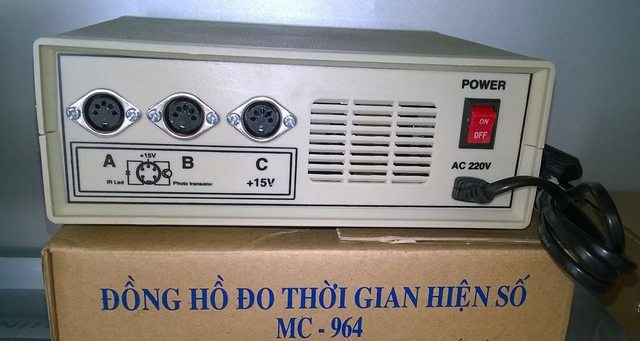 POWER
ON
OFF
AC 220V
A
+15V
B
C
IR Led
Photo transistor
+15V
ĐỒNG HỒ ĐO THỜI GIAN HIỆN SỐ
MC - 964